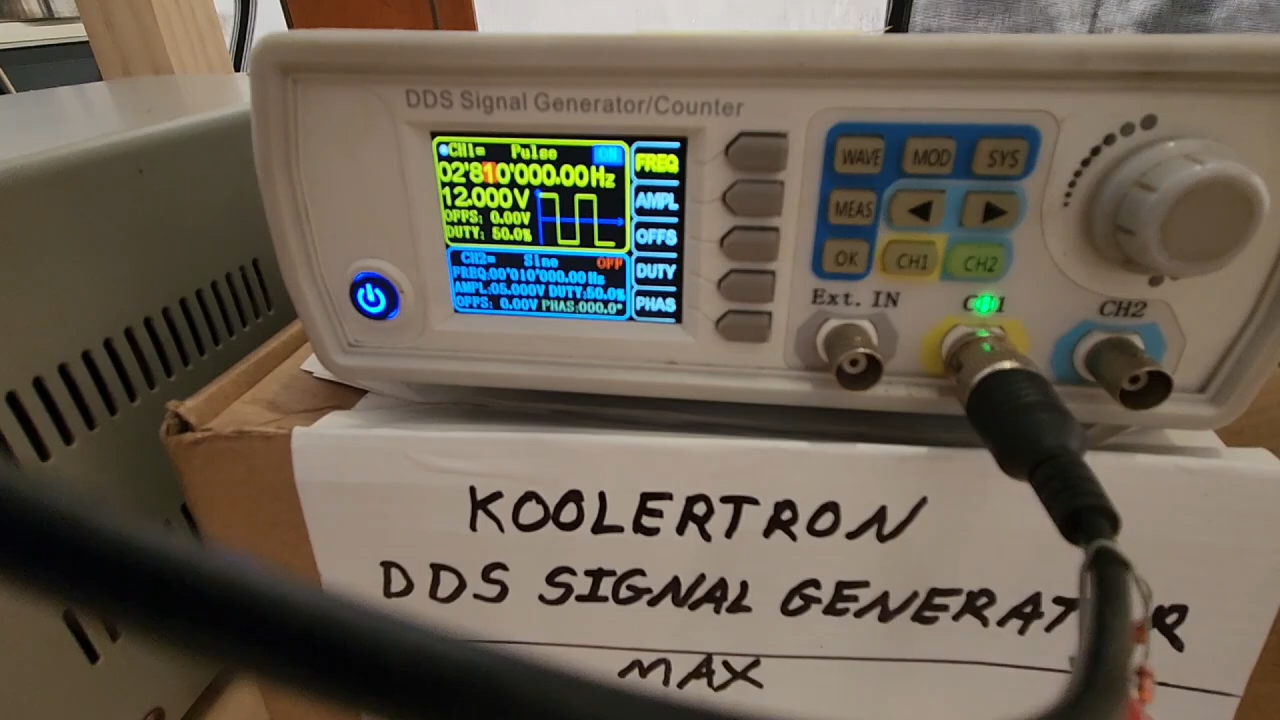 DDS Signal Generator/Counter
CH1= Pulse ON
02'810'000.00Hz
12.000V
OFFS: 0.00V
DUTY: 50.0%
CH2= Sine OFF
FREQ:00'010'000.00Hz
AMPL:05.000V DUTY:50.0%
OFFS: 0.00V PHAS:000.0°
FREQ
AMPL
OFFS
DUTY
PHAS
WAVE MOD SYS
MEAS
OK CH1 CH2
Ext. IN CH1 CH2
KOOLERTRON
DDS SIGNAL GENERATOR
MAX